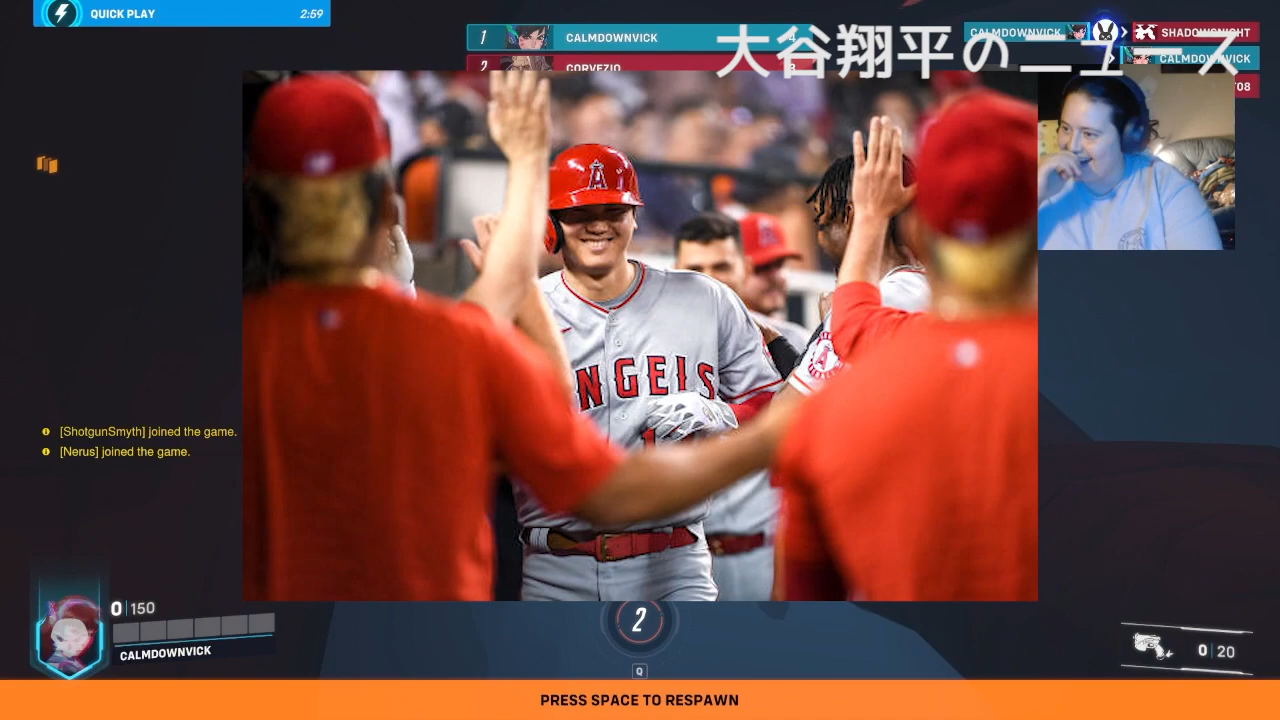 QUICK PLAY 2:59
大谷翔平のニュース
1 CALMDOWNVICK
CALMDOWNVICK
2 CORVEZIO
CALMDOWNVICK
A
A
ANGELS
[ShotgunSmyth] joined the game.
[Nerus] joined the game.
0 | 150
CALMDOWNVICK
2
Q
0 | 20
PRESS SPACE TO RESPAWN